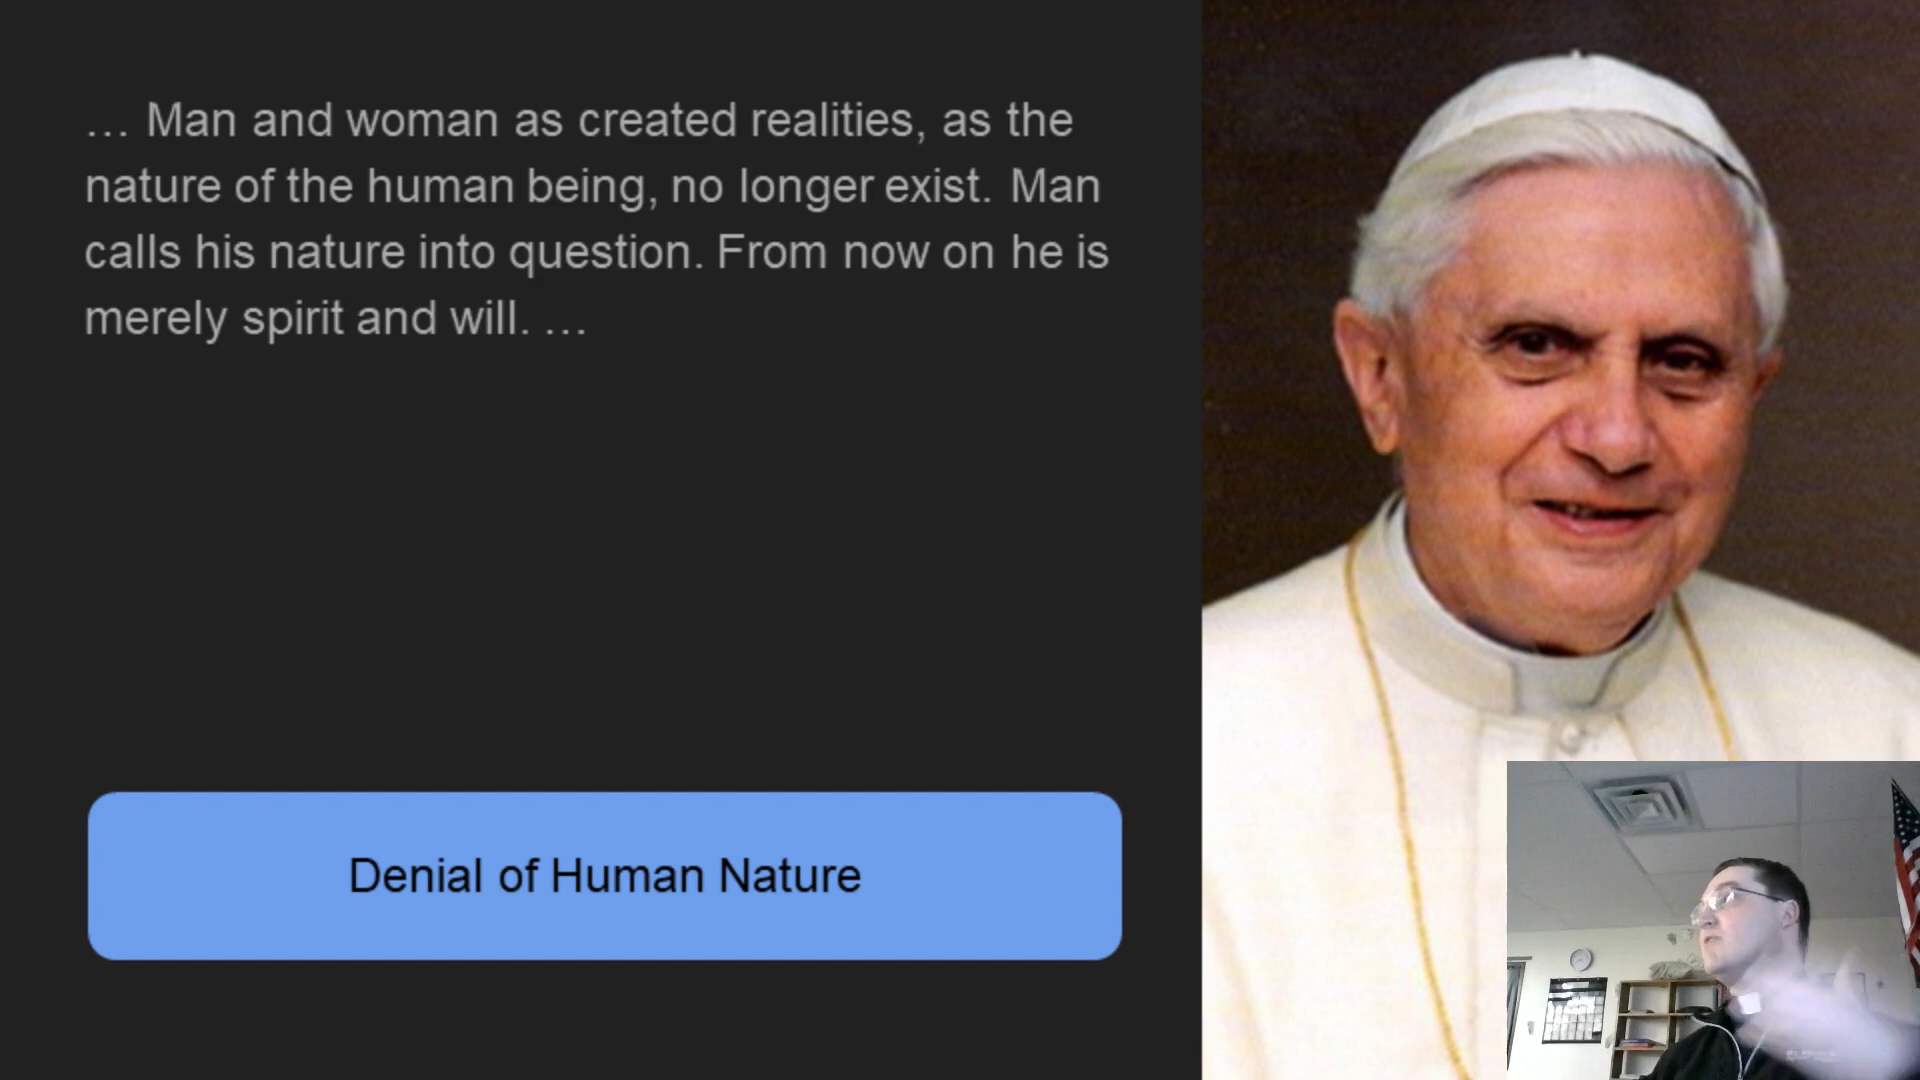 … Man and woman as created realities, as the
nature of the human being, no longer exist. Man
calls his nature into question. From now on he is
merely spirit and will. …
Denial of Human Nature